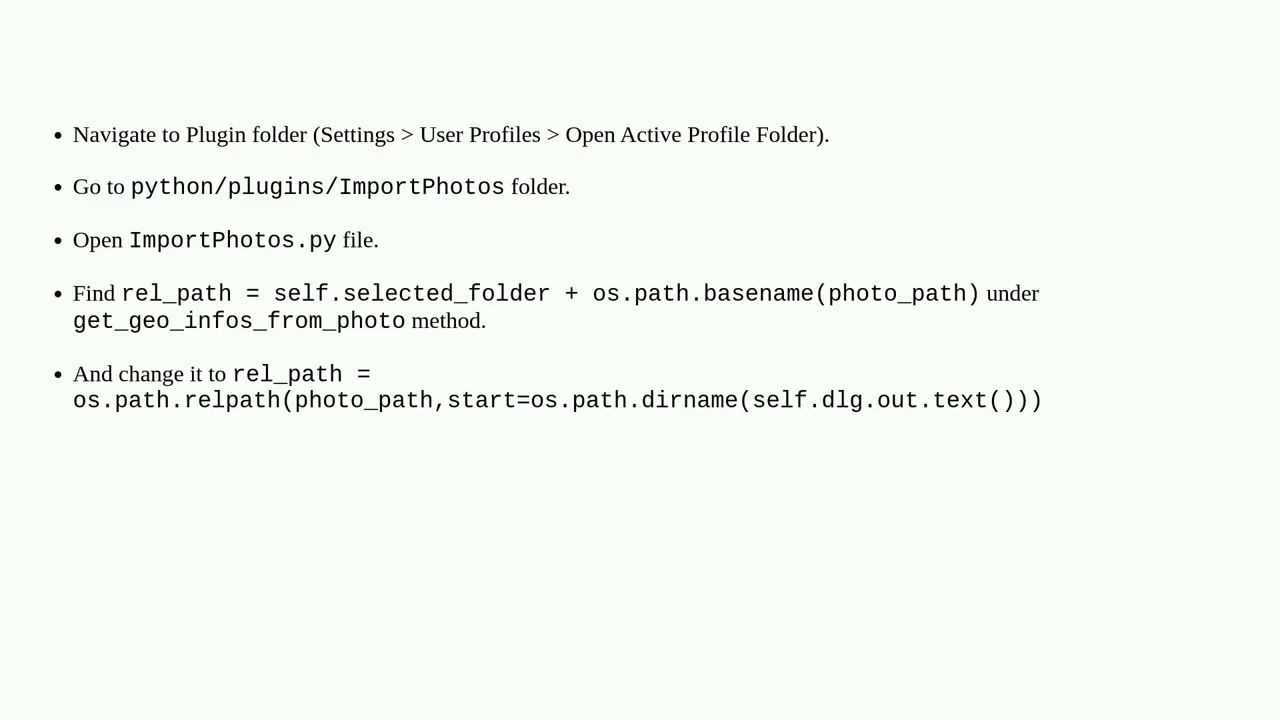 • Navigate to Plugin folder (Settings > User Profiles > Open Active Profile Folder).
• Go to python/plugins/ImportPhotos folder.
• Open ImportPhotos.py file.
• Find rel_path = self.selected_folder + os.path.basename(photo_path) under
get_geo_infos_from_photo method.
• And change it to rel_path =
os.path.relpath(photo_path,start=os.path.dirname(self.dlg.out.text()))